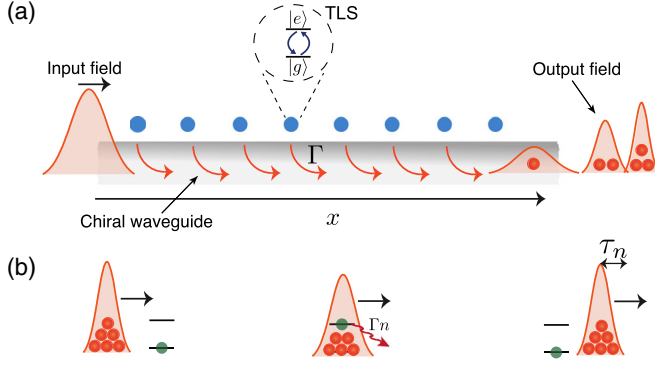 (a)
TLS
|e⟩
|g⟩
Input field
Output field
Γ
Chiral waveguide
x
(b)
τn
Γn